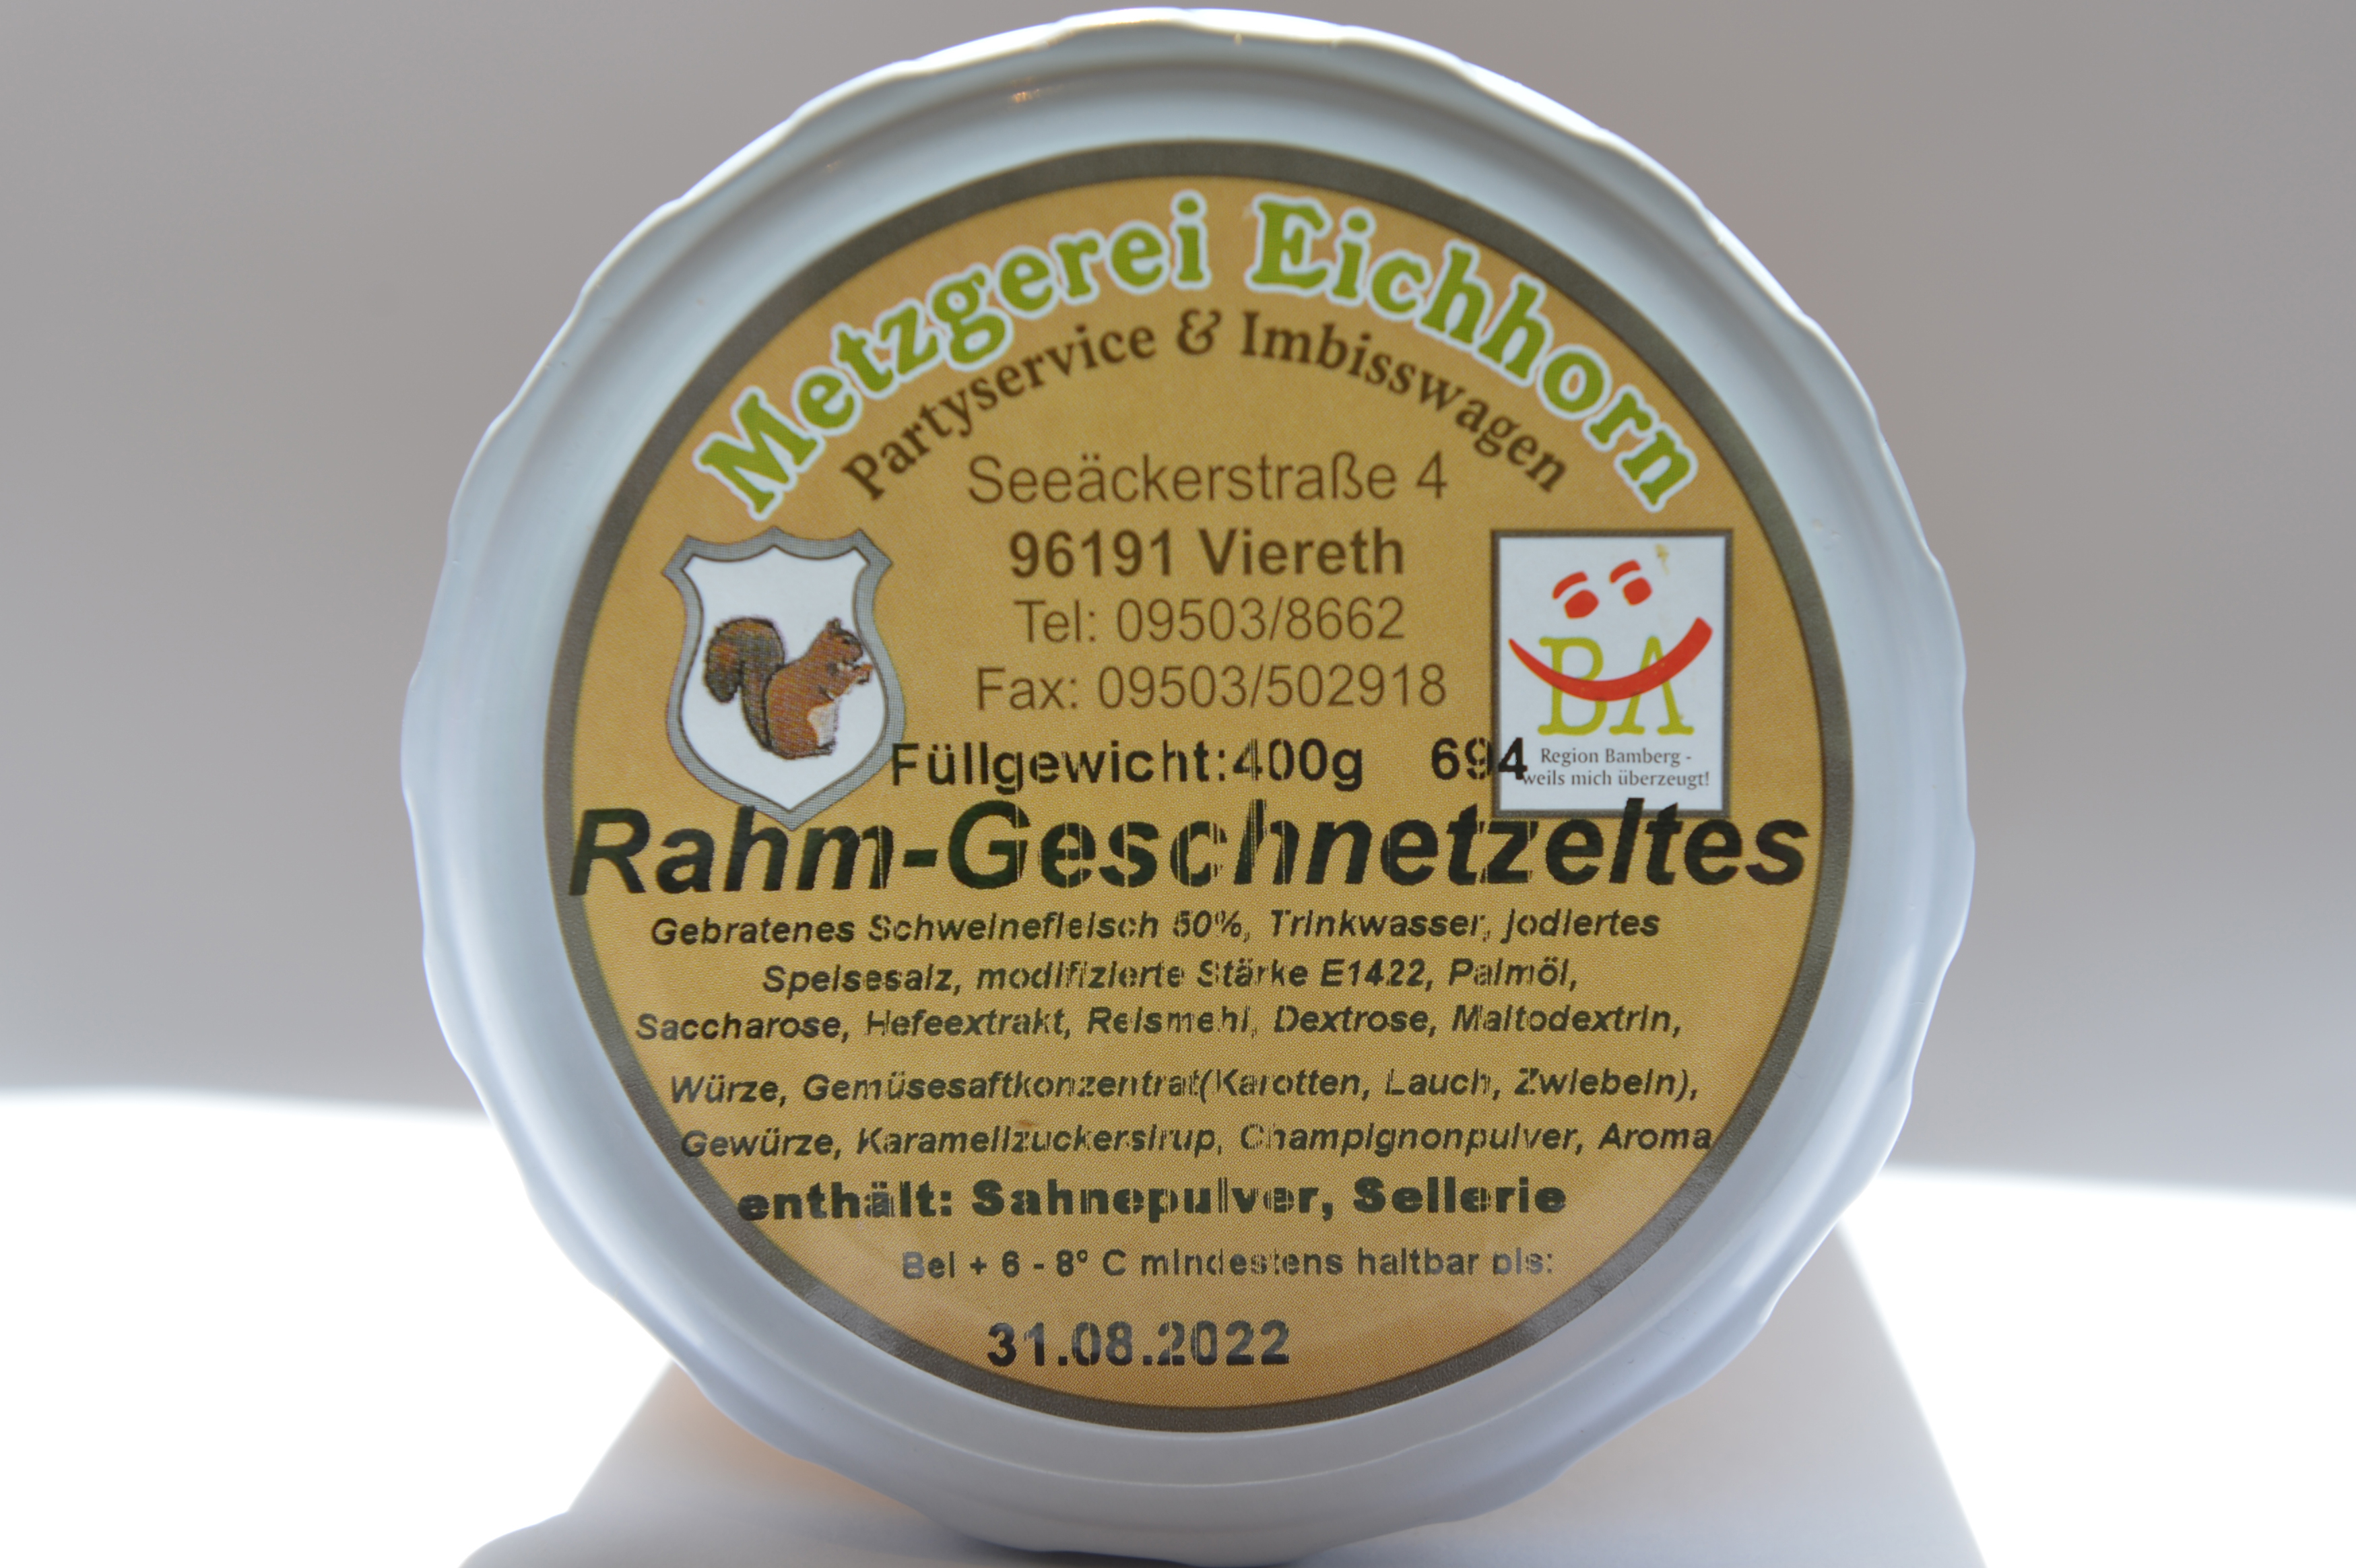 Metzgerei Eichhorn
Partyservice & Imbisswagen
Seeäckerstraße 4
96191 Viereth
Tel: 09503/8662
Fax: 09503/502918
BA
Region Bamberg -
weils mich überzeugt!
Füllgewicht:400g 694
Rahm-Geschnetzeltes
Gebratenes Schweinefleisch 50%, Trinkwasser, jodiertes
Speisesalz, modifizierte Stärke E1422, Palmöl,
Saccharose, Hefeextrakt, Reismehl, Dextrose, Maltodextrin,
Würze, Gemüsesaftkonzentrat(Karotten, Lauch, Zwiebeln),
Gewürze, Karamellzuckersirup, Champignonpulver, Aroma
enthält: Sahnepulver, Sellerie
Bei + 6 - 8° C mindestens haltbar bis:
31.08.2022